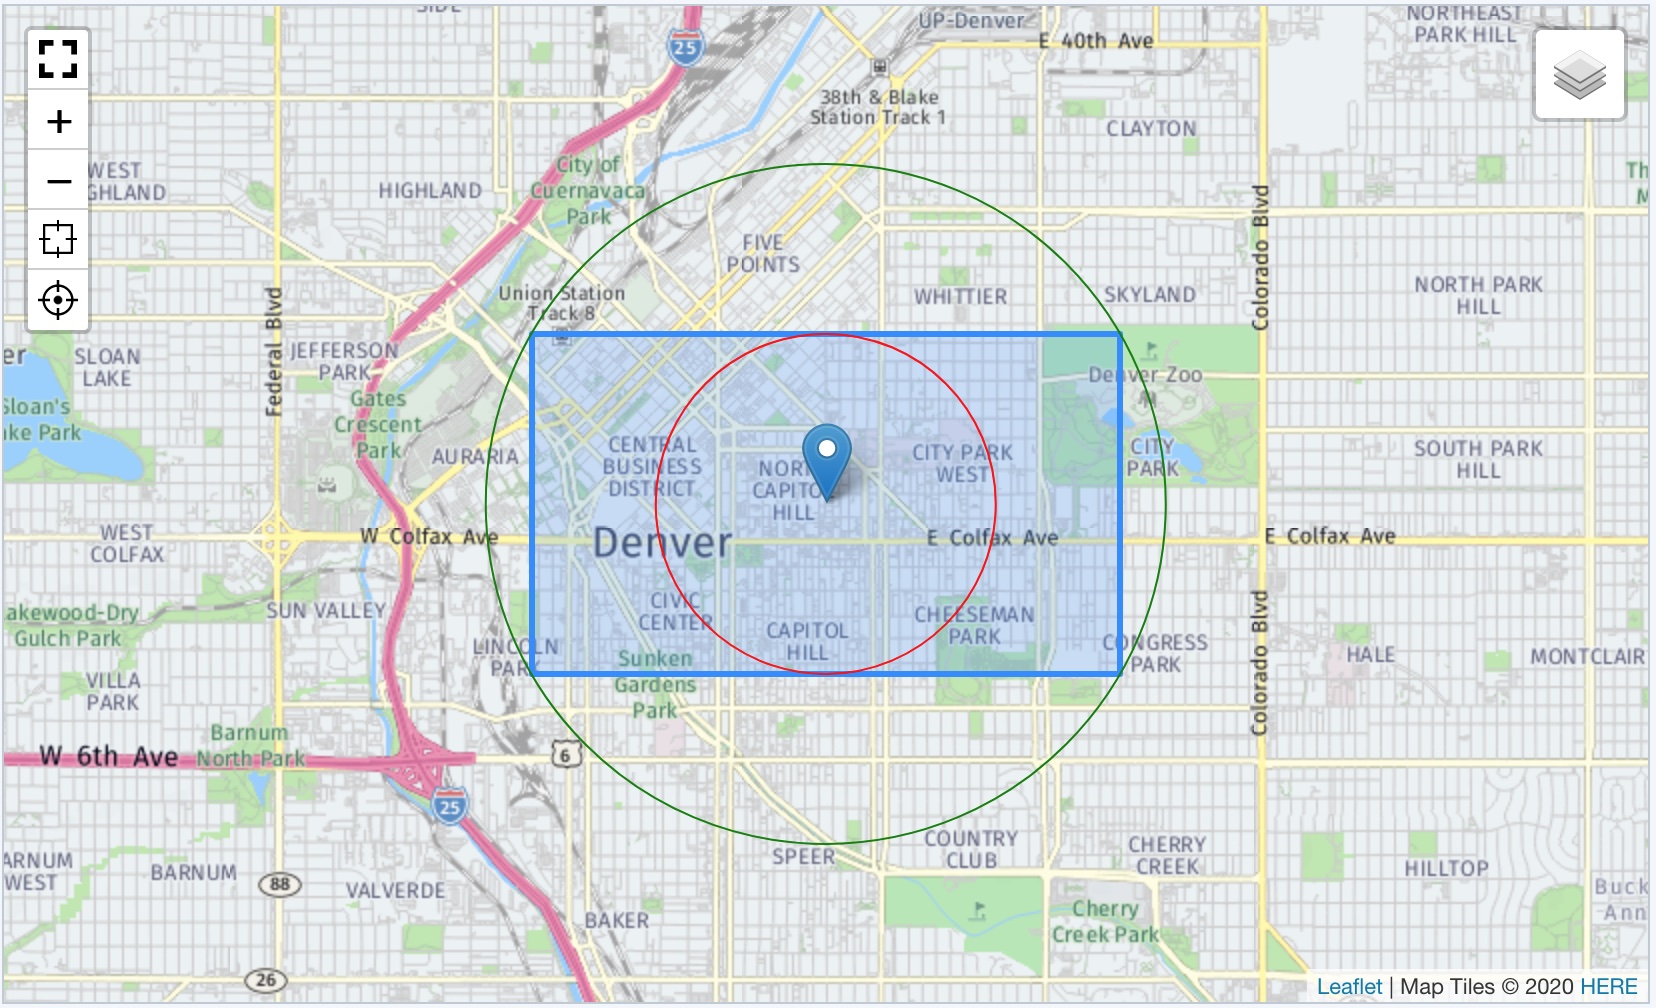 SIDE
UP-Denver
NORTHEAST
PARK HILL
25
E 40th Ave
38th & Blake
Station Track 1
CLAYTON
+
−
WEST
GHLAND
HIGHLAND
City of
Cuernavaca
Park
Th
M
FIVE
POINTS
Colorado Blvd
Union Station
Track 8
WHITTIER
SKYLAND
NORTH PARK
HILL
Federal Blvd
er
SLOAN
LAKE
JEFFERSON
PARK
Denver Zoo
Sloan's
ake Park
Gates
Crescent
Park
AURARIA
CENTRAL
BUSINESS
DISTRICT
NORTH
CAPITOL
HILL
CITY PARK
WEST
CITY
PARK
SOUTH PARK
HILL
WEST
COLFAX
W Colfax Ave
Denver
E Colfax Ave
E Colfax Ave
akewood-Dry
Gulch Park
SUN VALLEY
CIVIC
CENTER
CAPITOL
HILL
CHEESEMAN
PARK
CONGRESS
PARK
Colorado Blvd
HALE
MONTCLAIR
LINCOLN
PARK
Sunken
Gardens
Park
VILLA
PARK
Barnum
North Park
W 6th Ave
6
25
ARNUM
WEST
BARNUM
88
VALVERDE
SPEER
COUNTRY
CLUB
CHERRY
CREEK
HILLTOP
Buck
Ann
BAKER
Cherry
Creek Park
26
Leaflet | Map Tiles © 2020 HERE